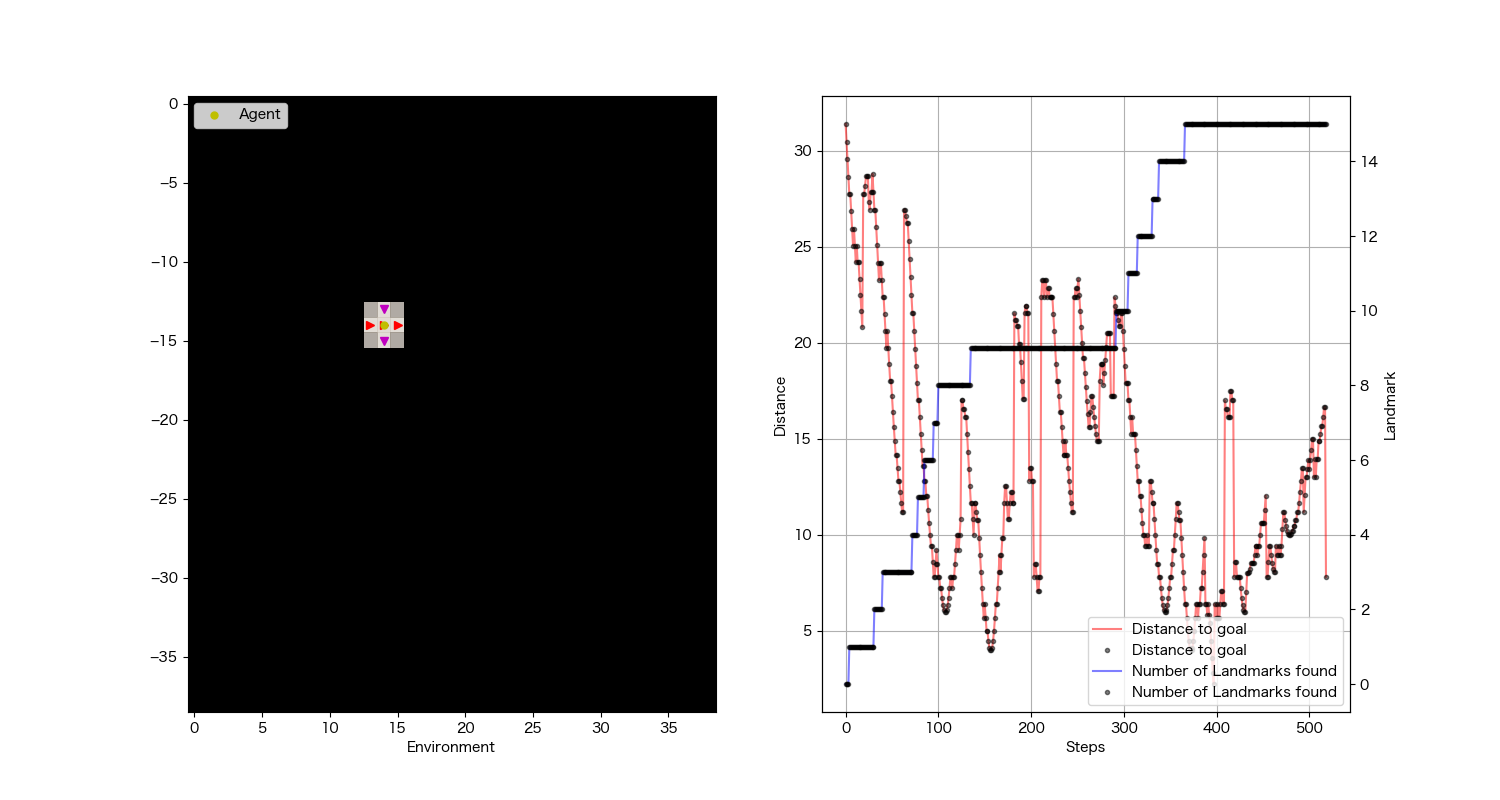 Agent
0
−5
−10
−15
−20
−25
−30
−35
0 5 10 15 20 25 30 35
Environment
30
25
20
15
10
5
Distance
14
12
10
8
6
4
2
0
Landmark
Distance to goal
Distance to goal
Number of Landmarks found
Number of Landmarks found
0 100 200 300 400 500
Steps